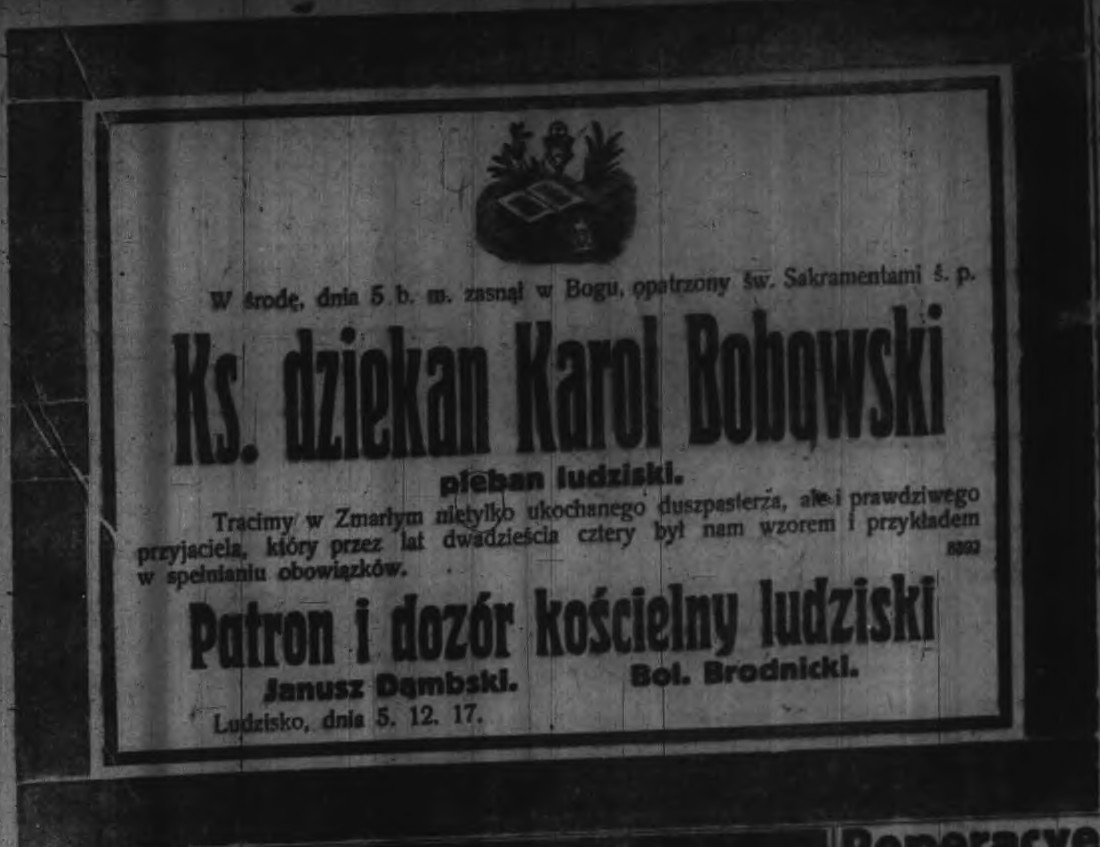 W środę, dnia 5 b. m. zasnął w Bogu, opatrzony św. Sakramentami ś. p.
Ks. dziekan Karol Bobowski
pleban ludziski.
Tracimy w Zmarłym nietylko ukochanego duszpasterza, ale i prawdziwego
przyjaciela, który przez lat dwadzieścia cztery był nam wzorem i przykładem
w spełnianiu obowiązków.
Patron i dozór kościelny ludziski
Janusz Dąmbski. Bol. Brodnicki.
Ludzisko, dnia 5. 12. 17.